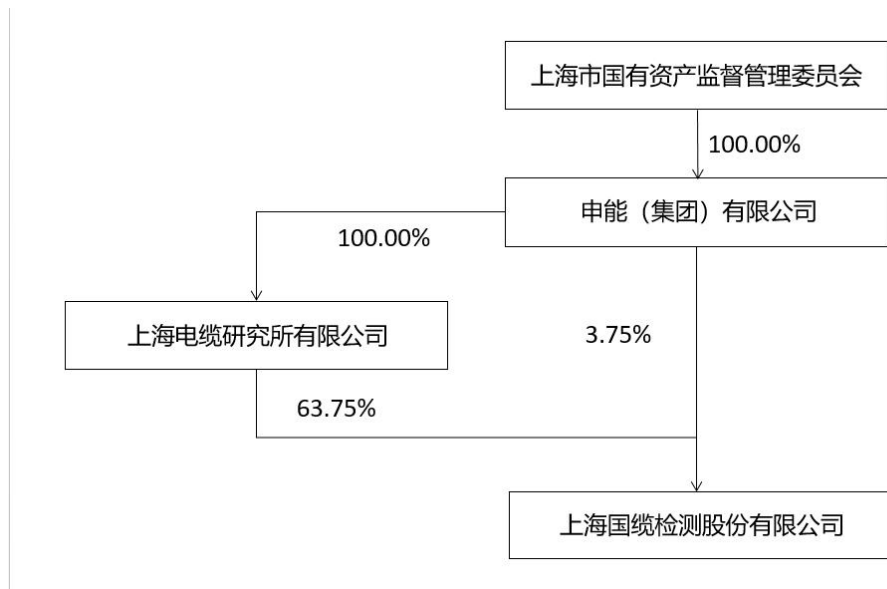 上海市国有资产监督管理委员会
100.00%
申能（集团）有限公司
100.00%
上海电缆研究所有限公司
3.75%
63.75%
上海国缆检测股份有限公司